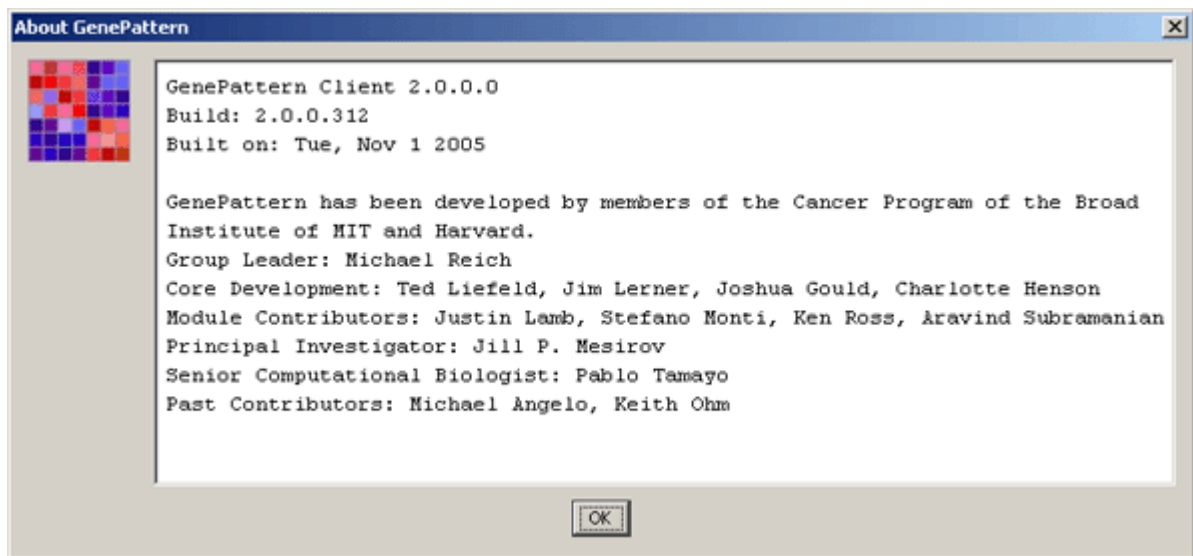 About GenePattern
GenePattern Client 2.0.0.0
Build: 2.0.0.312
Built on: Tue, Nov 1 2005
GenePattern has been developed by members of the Cancer Program of the Broad
Institute of MIT and Harvard.
Group Leader: Michael Reich
Core Development: Ted Liefeld, Jim Lerner, Joshua Gould, Charlotte Henson
Module Contributors: Justin Lamb, Stefano Monti, Ken Ross, Aravind Subramanian
Principal Investigator: Jill P. Mesirov
Senior Computational Biologist: Pablo Tamayo
Past Contributors: Michael Angelo, Keith Ohm
OK